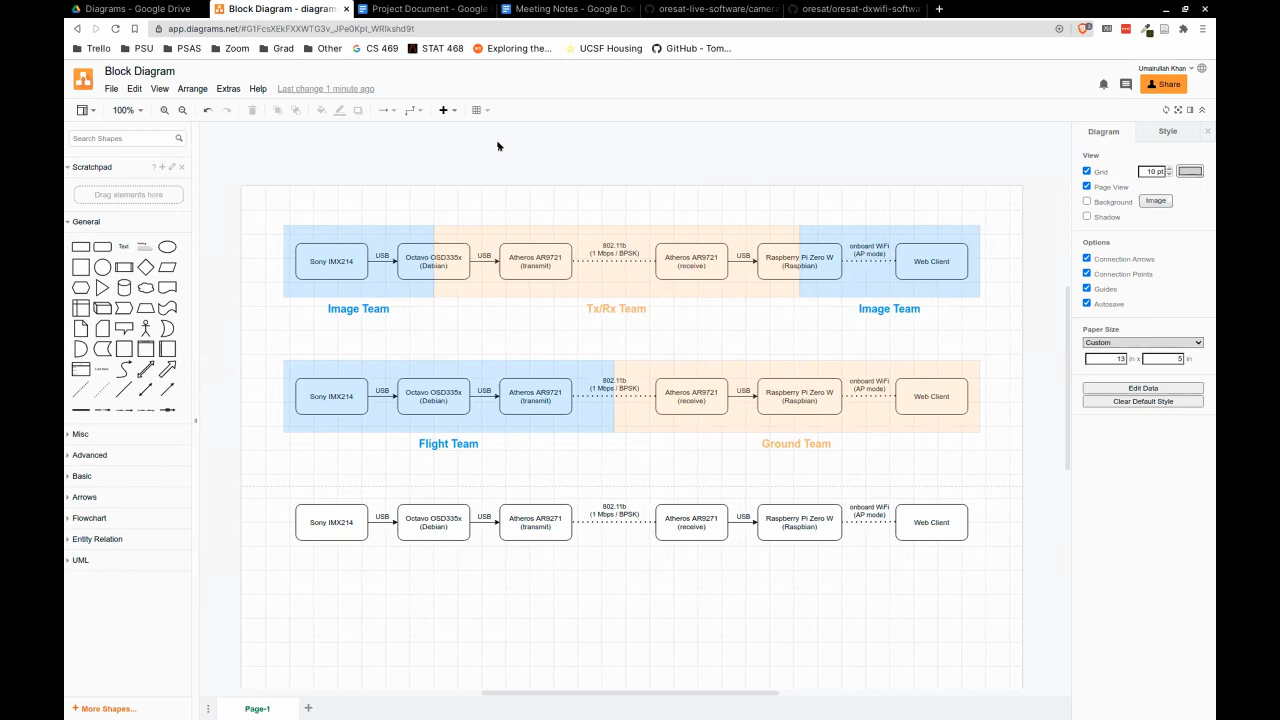 Diagrams - Google Drive
Block Diagram - diagram
Project Document - Google
Meeting Notes - Google Do
oresat-live-software/camera
oresat/oresat-dxwifi-softwa
app.diagrams.net/#G1FcsXEkFXXWTG3v_JPe0KpI_WRlkshd9t
Trello PSU PSAS Zoom Grad Other CS 469 STAT 468 Exploring the... UCSF Housing GitHub - Tom...
Block Diagram
Umairullah Khan
Share
File Edit View Arrange Extras Help Last change 1 minute ago
100%
Search Shapes
Scratchpad
Drag elements here
General
Text
Misc
Advanced
Basic
Arrows
Flowchart
Entity Relation
UML
More Shapes...
Sony IMX214
USB
Octavo OSD335x
(Debian)
USB
Atheros AR9721
(transmit)
802.11b
(1 Mbps / BPSK)
Atheros AR9721
(receive)
USB
Raspberry Pi Zero W
(Raspbian)
onboard WiFi
(AP mode)
Web Client
Image Team
Tx/Rx Team
Image Team
Sony IMX214
USB
Octavo OSD335x
(Debian)
USB
Atheros AR9721
(transmit)
802.11b
(1 Mbps / BPSK)
Atheros AR9721
(receive)
USB
Raspberry Pi Zero W
(Raspbian)
onboard WiFi
(AP mode)
Web Client
Flight Team
Ground Team
Sony IMX214
USB
Octavo OSD335x
(Debian)
USB
Atheros AR9271
(transmit)
802.11b
(1 Mbps / BPSK)
Atheros AR9271
(receive)
USB
Raspberry Pi Zero W
(Raspbian)
onboard WiFi
(AP mode)
Web Client
Diagram Style
View
Grid 10 pt
Page View
Background Image
Shadow
Options
Connection Arrows
Connection Points
Guides
Autosave
Paper Size
Custom
13 in x 5 in
Edit Data
Clear Default Style
Page-1